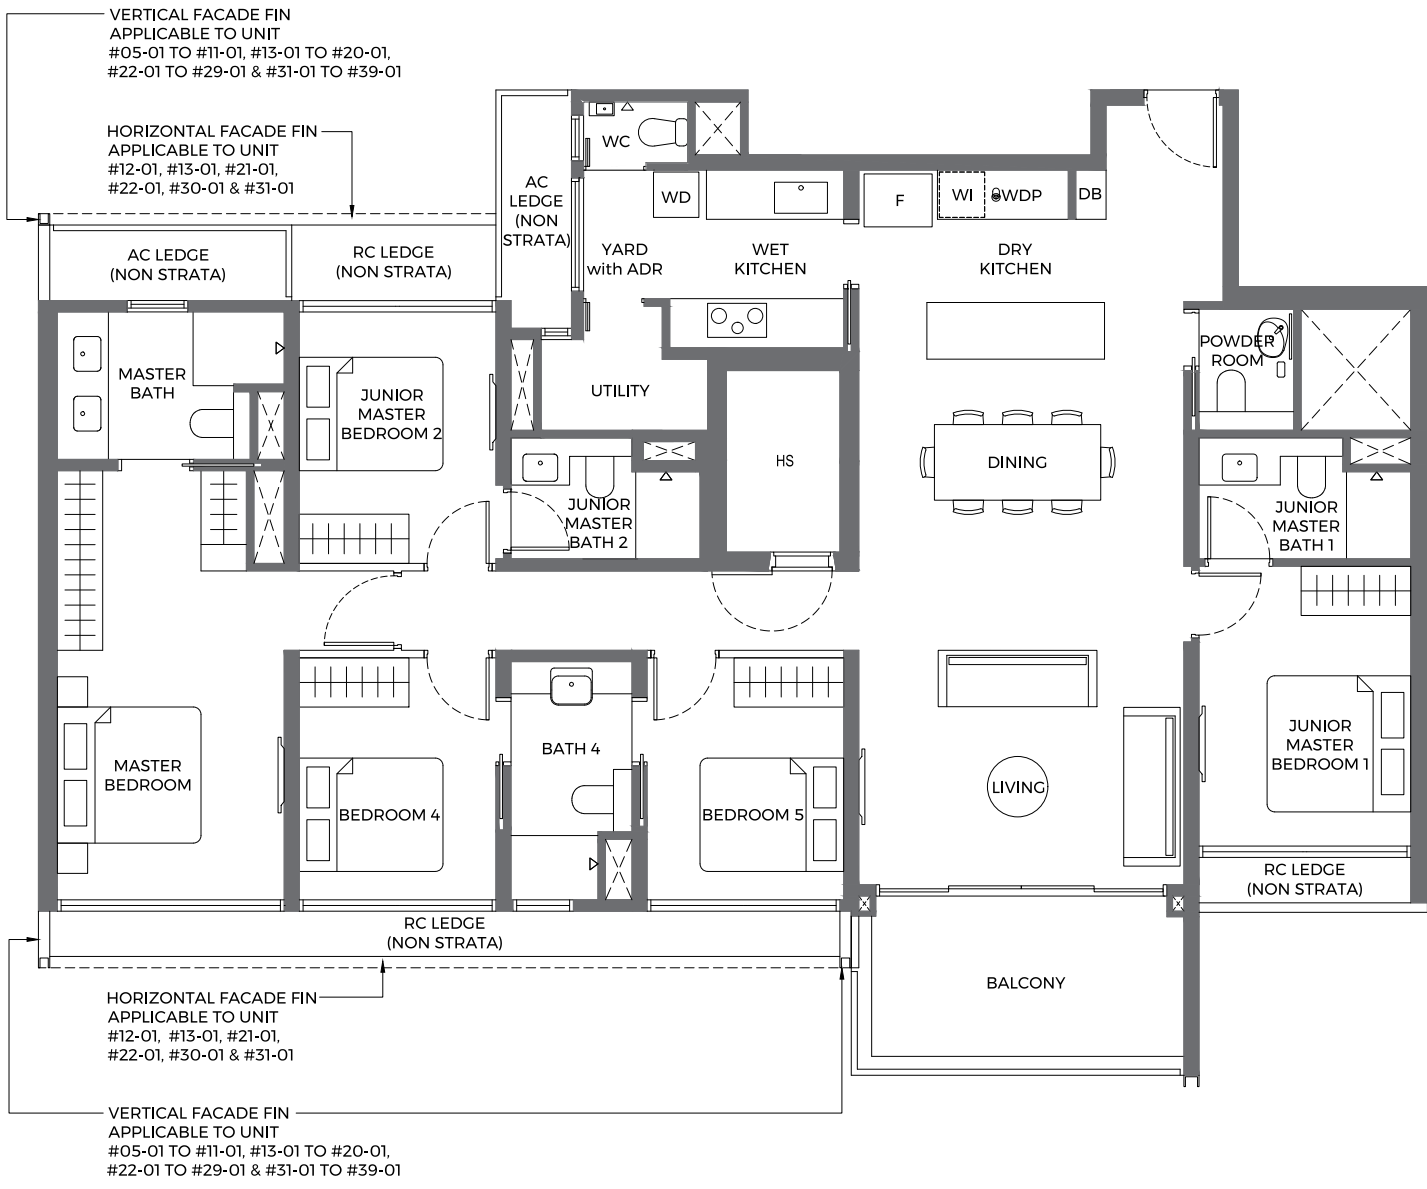 VERTICAL FACADE FIN
APPLICABLE TO UNIT
#05-01 TO #11-01, #13-01 TO #20-01,
#22-01 TO #29-01 & #31-01 TO #39-01
HORIZONTAL FACADE FIN
APPLICABLE TO UNIT
#12-01, #13-01, #21-01,
#22-01, #30-01 & #31-01
AC LEDGE
(NON STRATA)
RC LEDGE
(NON STRATA)
AC
LEDGE
(NON
STRATA)
WC
WD
YARD
with ADR
WET
KITCHEN
F
WI
WDP
DB
DRY
KITCHEN
MASTER
BATH
JUNIOR
MASTER
BEDROOM 2
UTILITY
POWDER
ROOM
HS
DINING
JUNIOR
MASTER
BATH 2
JUNIOR
MASTER
BATH 1
MASTER
BEDROOM
BEDROOM 4
BATH 4
BEDROOM 5
LIVING
JUNIOR
MASTER
BEDROOM 1
RC LEDGE
(NON STRATA)
RC LEDGE
(NON STRATA)
BALCONY
HORIZONTAL FACADE FIN
APPLICABLE TO UNIT
#12-01, #13-01, #21-01,
#22-01, #30-01 & #31-01
VERTICAL FACADE FIN
APPLICABLE TO UNIT
#05-01 TO #11-01, #13-01 TO #20-01,
#22-01 TO #29-01 & #31-01 TO #39-01